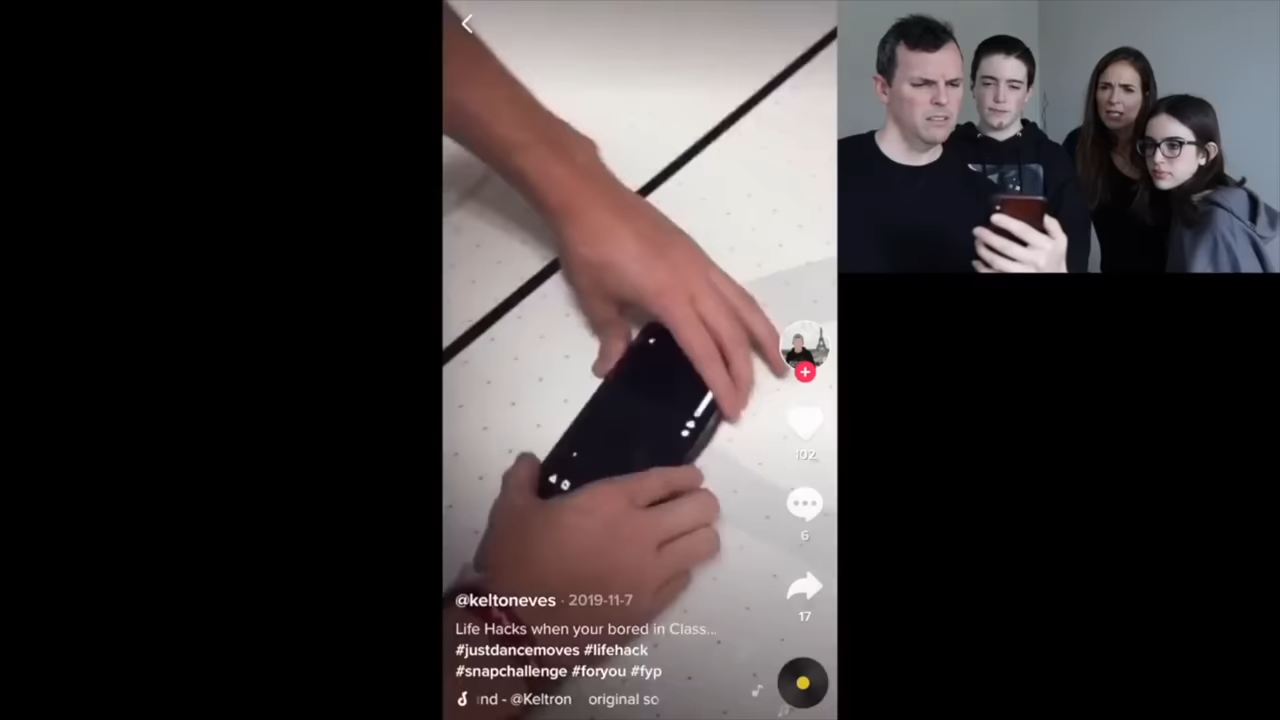 102
6
17
@keltoneves · 2019-11-7
Life Hacks when your bored in Class...
#justdancemoves #lifehack
#snapchallenge #foryou #fyp
nd - @Keltron original so